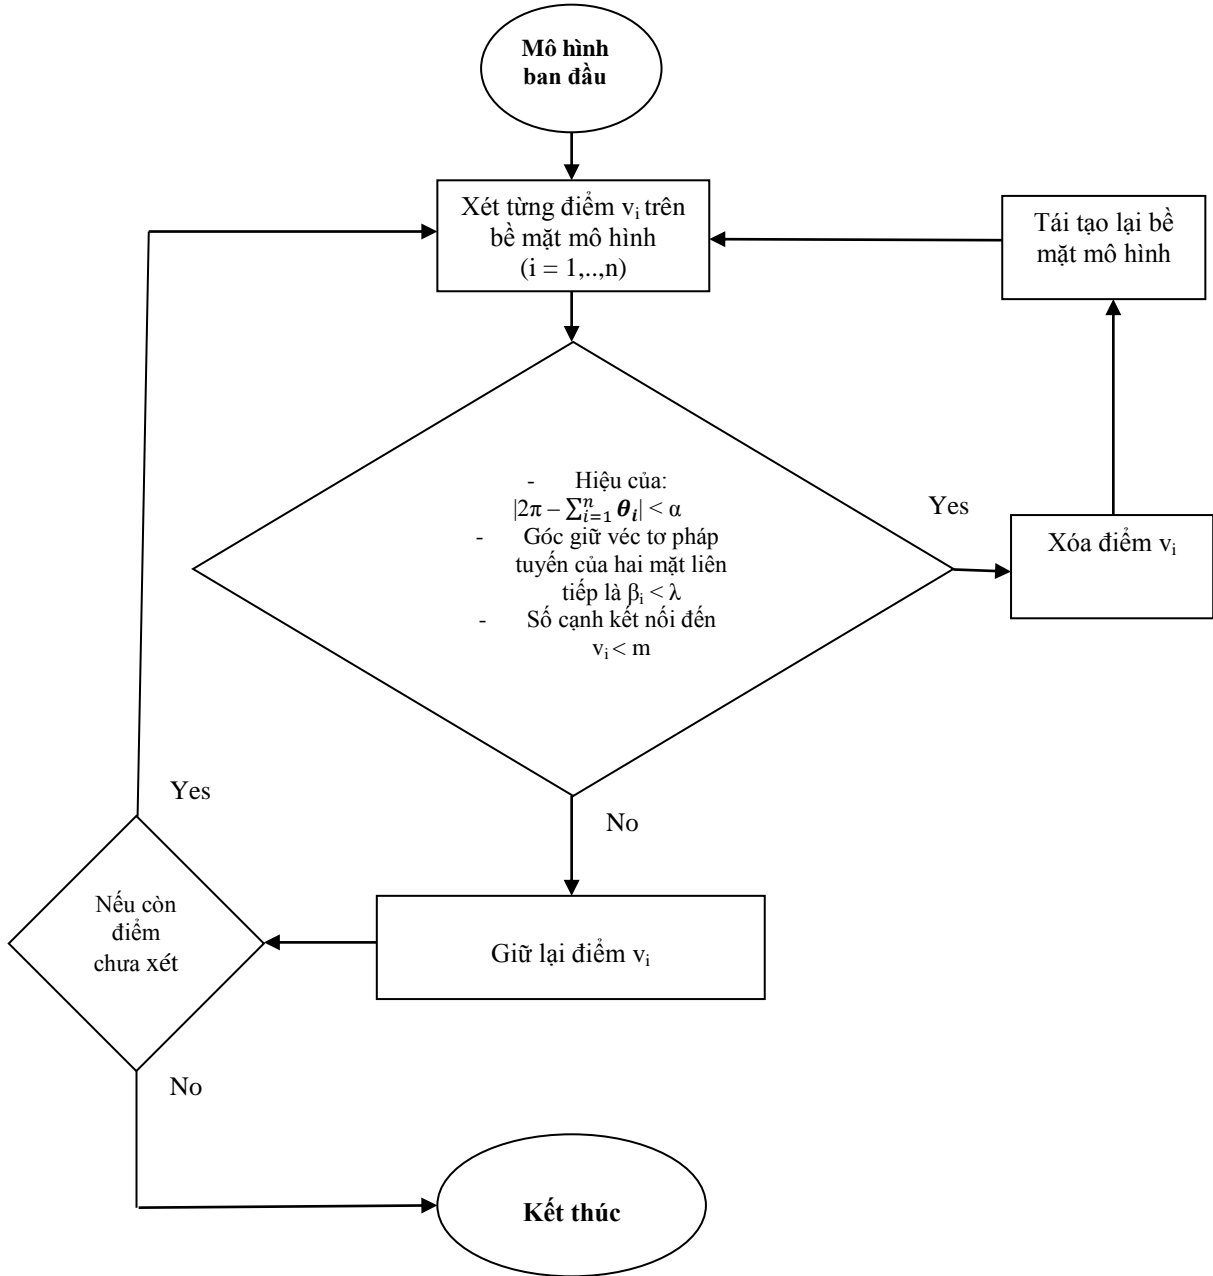 Mô hình
ban đầu
Xét từng điểm vᵢ trên
bề mặt mô hình
(i = 1,..,n)
Tái tạo lại bề
mặt mô hình
- Hiệu của:
|2π – ∑ⁿᵢ₌₁ θᵢ| < α
- Góc giữ véc tơ pháp
tuyến của hai mặt liên
tiếp là βᵢ < λ
- Số cạnh kết nối đến
vᵢ < m
Yes
Xóa điểm vᵢ
Yes
No
Nếu còn
điểm
chưa xét
Giữ lại điểm vᵢ
No
Kết thúc